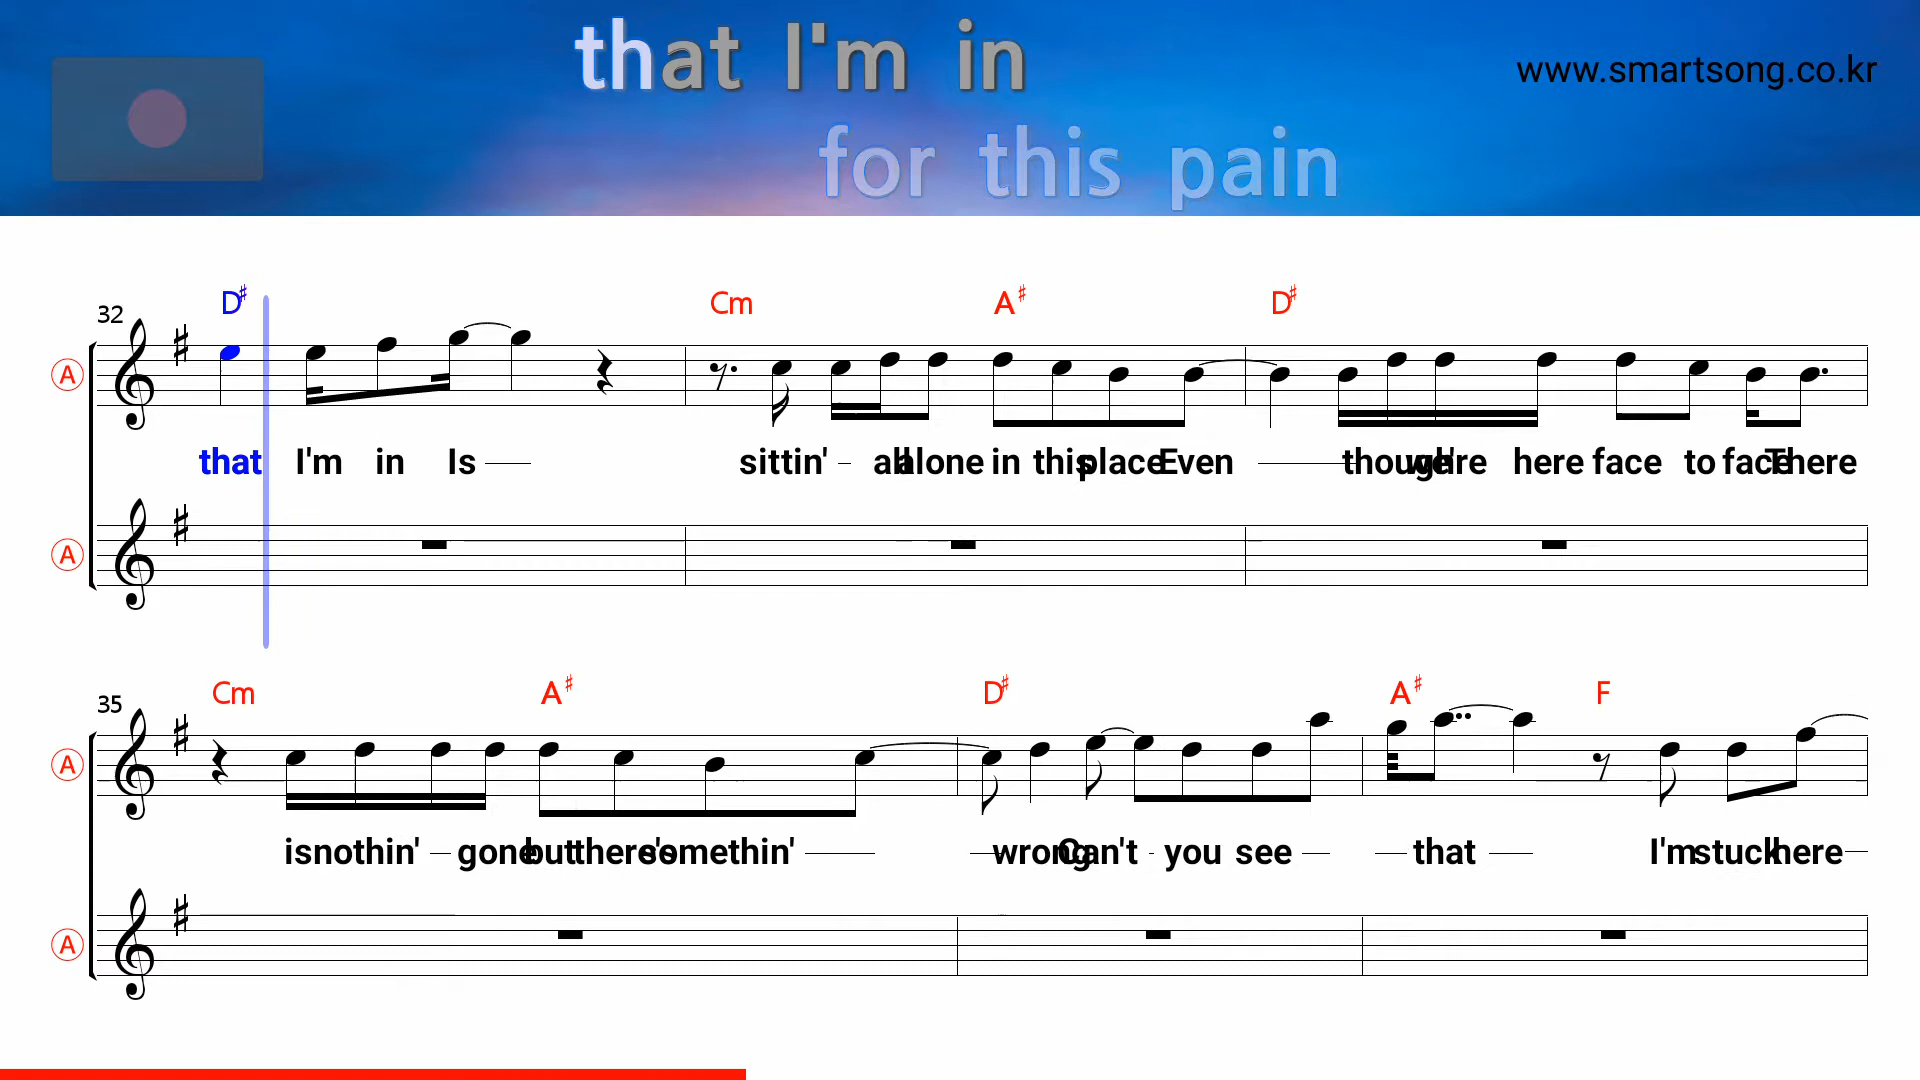 that I'm in
www.smartsong.co.kr
for this pain
D♯ Cm A♯ D♯
32
A
that I'm in Is sittin' all alone in this place Even though we're here face to face There
A
Cm A♯ D♯ A♯ F
35
A
is nothin' gone but there's somethin' wrong Can't you see that I'm stuck here
A